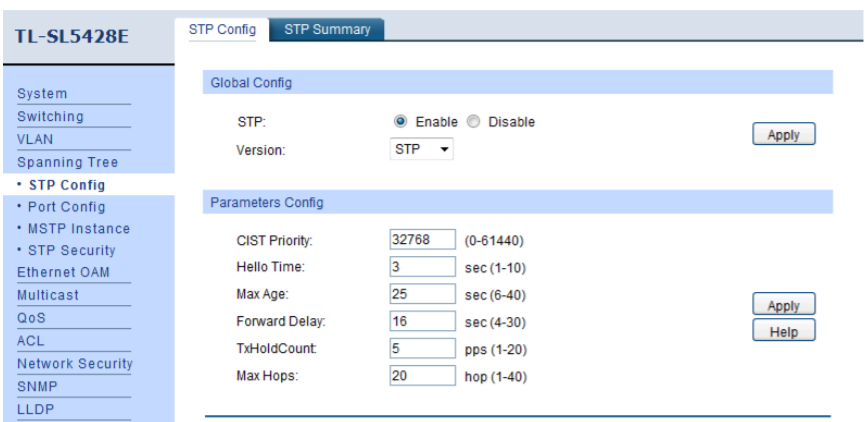 TL-SL5428E
System
Switching
VLAN
Spanning Tree
• STP Config
• Port Config
• MSTP Instance
• STP Security
Ethernet OAM
Multicast
QoS
ACL
Network Security
SNMP
LLDP
STP Config STP Summary
Global Config
STP: Enable Disable
Version: STP
Apply
Parameters Config
CIST Priority: 32768 (0-61440)
Hello Time: 3 sec (1-10)
Max Age: 25 sec (6-40)
Forward Delay: 16 sec (4-30)
TxHoldCount: 5 pps (1-20)
Max Hops: 20 hop (1-40)
Apply
Help